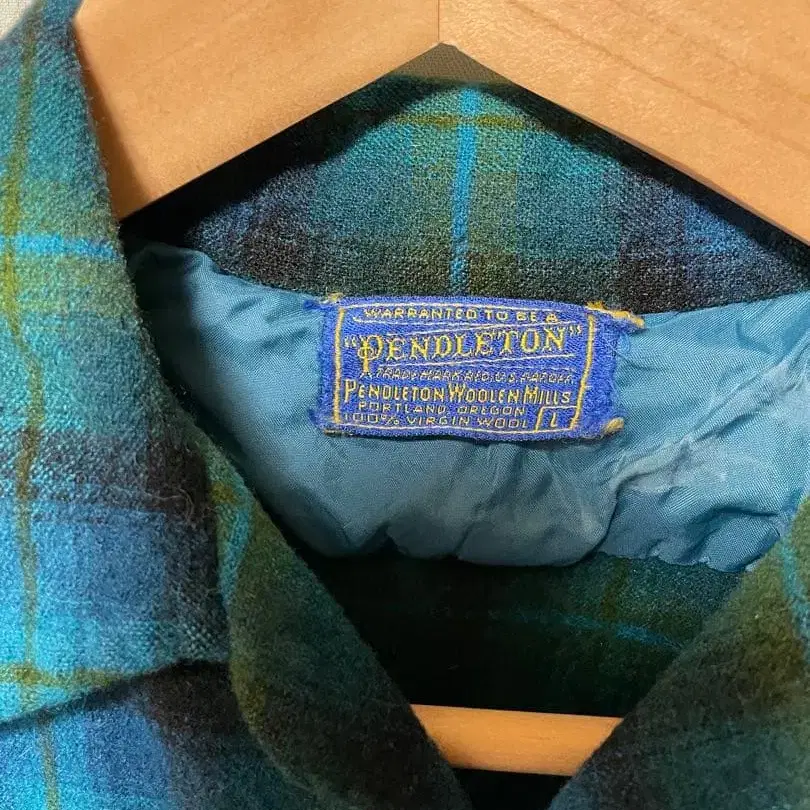 WARRANTED TO BE A
"PENDLETON"
TRADE MARK REG. U.S. PAT. OFF.
PENDLETON WOOLEN MILLS
PORTLAND, OREGON
100% VIRGIN WOOL L